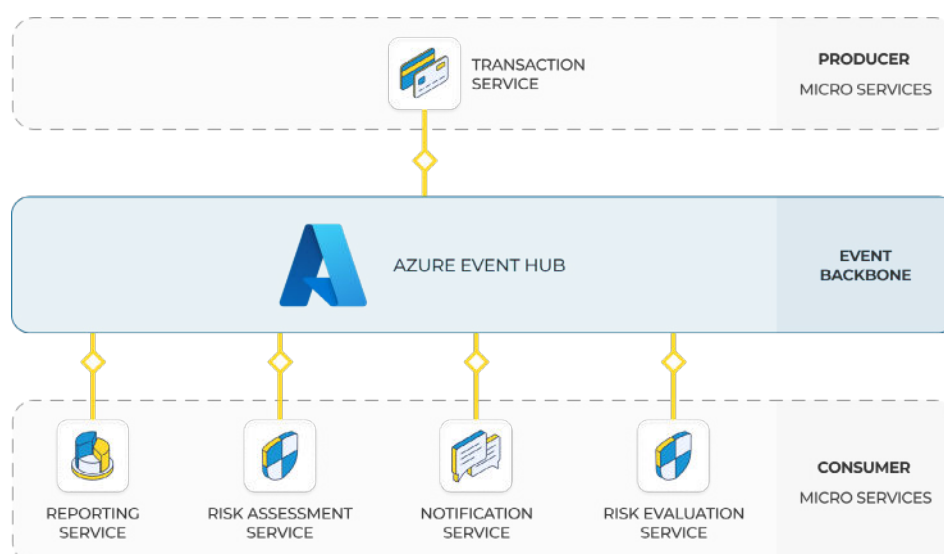 TRANSACTION
SERVICE
PRODUCER
MICRO SERVICES
AZURE EVENT HUB
EVENT
BACKBONE
REPORTING
SERVICE
RISK ASSESSMENT
SERVICE
NOTIFICATION
SERVICE
RISK EVALUATION
SERVICE
CONSUMER
MICRO SERVICES